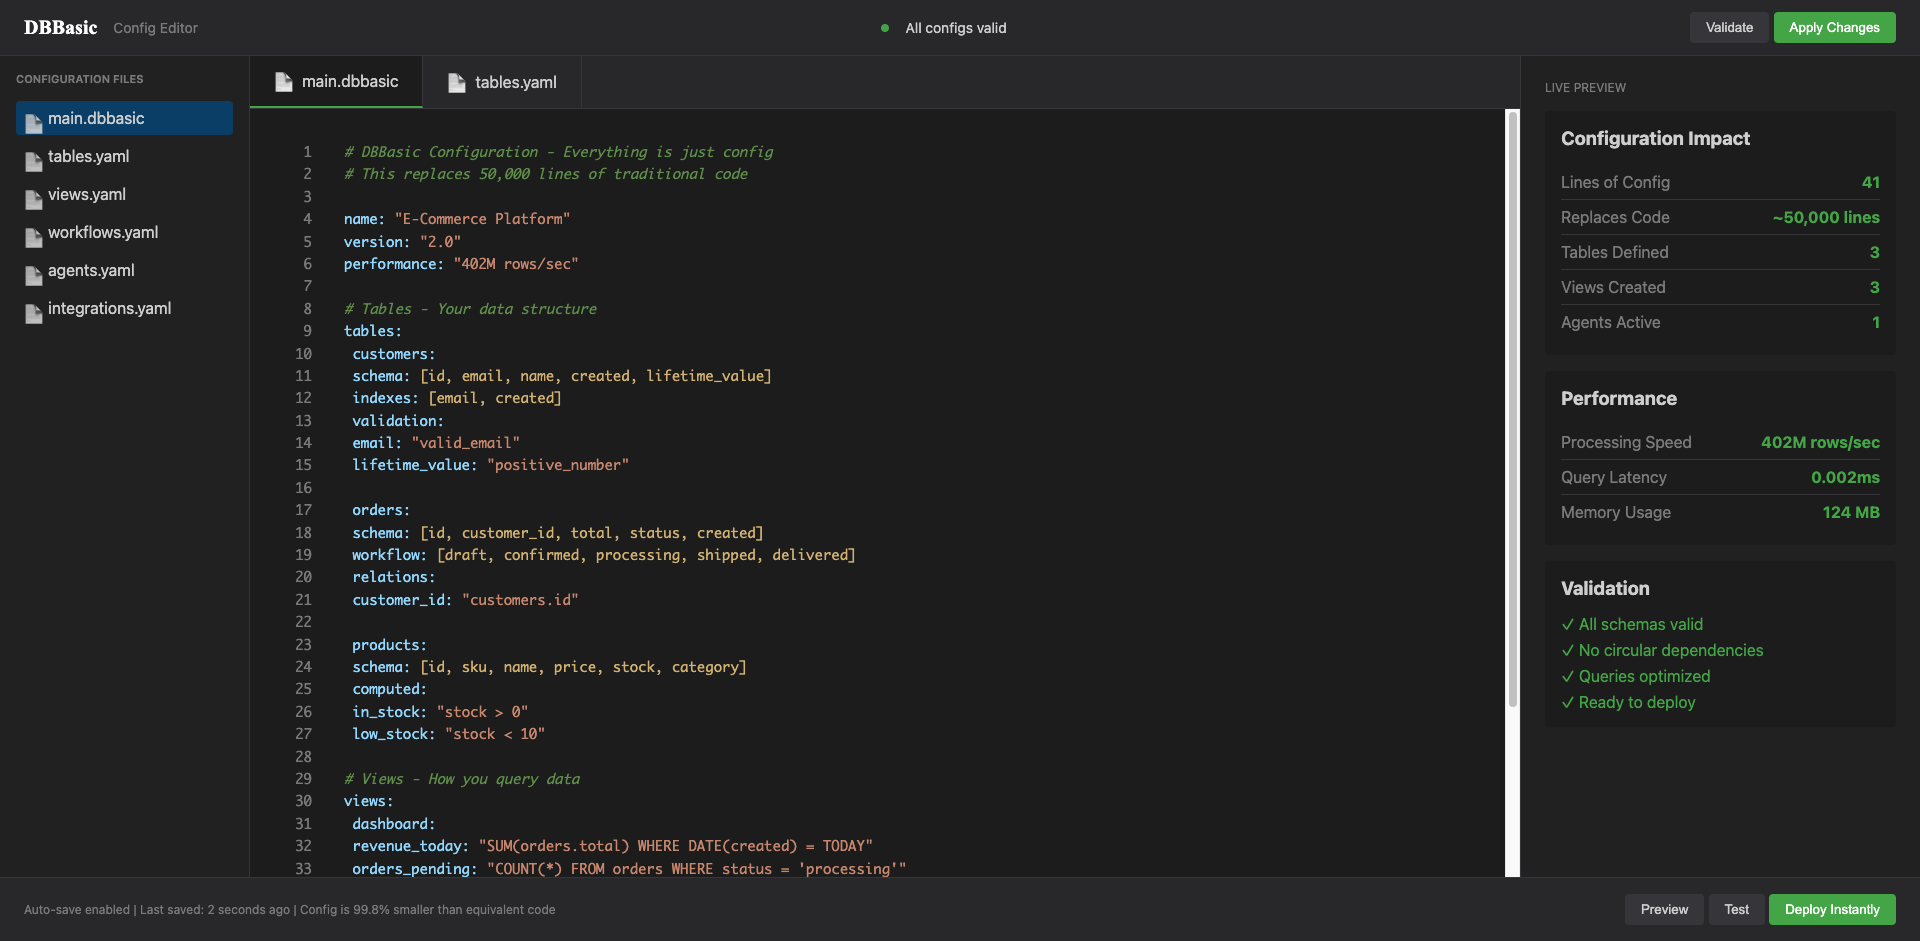 DBBasic Config Editor
All configs valid
Validate Apply Changes
CONFIGURATION FILES
main.dbbasic
tables.yaml
views.yaml
workflows.yaml
agents.yaml
integrations.yaml
main.dbbasic tables.yaml
1 # DBBasic Configuration - Everything is just config
2 # This replaces 50,000 lines of traditional code
3
4 name: "E-Commerce Platform"
5 version: "2.0"
6 performance: "402M rows/sec"
7
8 # Tables - Your data structure
9 tables:
10 customers:
11 schema: [id, email, name, created, lifetime_value]
12 indexes: [email, created]
13 validation:
14 email: "valid_email"
15 lifetime_value: "positive_number"
16
17 orders:
18 schema: [id, customer_id, total, status, created]
19 workflow: [draft, confirmed, processing, shipped, delivered]
20 relations:
21 customer_id: "customers.id"
22
23 products:
24 schema: [id, sku, name, price, stock, category]
25 computed:
26 in_stock: "stock > 0"
27 low_stock: "stock < 10"
28
29 # Views - How you query data
30 views:
31 dashboard:
32 revenue_today: "SUM(orders.total) WHERE DATE(created) = TODAY"
33 orders_pending: "COUNT(*) FROM orders WHERE status = 'processing'"
LIVE PREVIEW
Configuration Impact
Lines of Config 41
Replaces Code ~50,000 lines
Tables Defined 3
Views Created 3
Agents Active 1
Performance
Processing Speed 402M rows/sec
Query Latency 0.002ms
Memory Usage 124 MB
Validation
✓ All schemas valid
✓ No circular dependencies
✓ Queries optimized
✓ Ready to deploy
Auto-save enabled | Last saved: 2 seconds ago | Config is 99.8% smaller than equivalent code
Preview Test Deploy Instantly